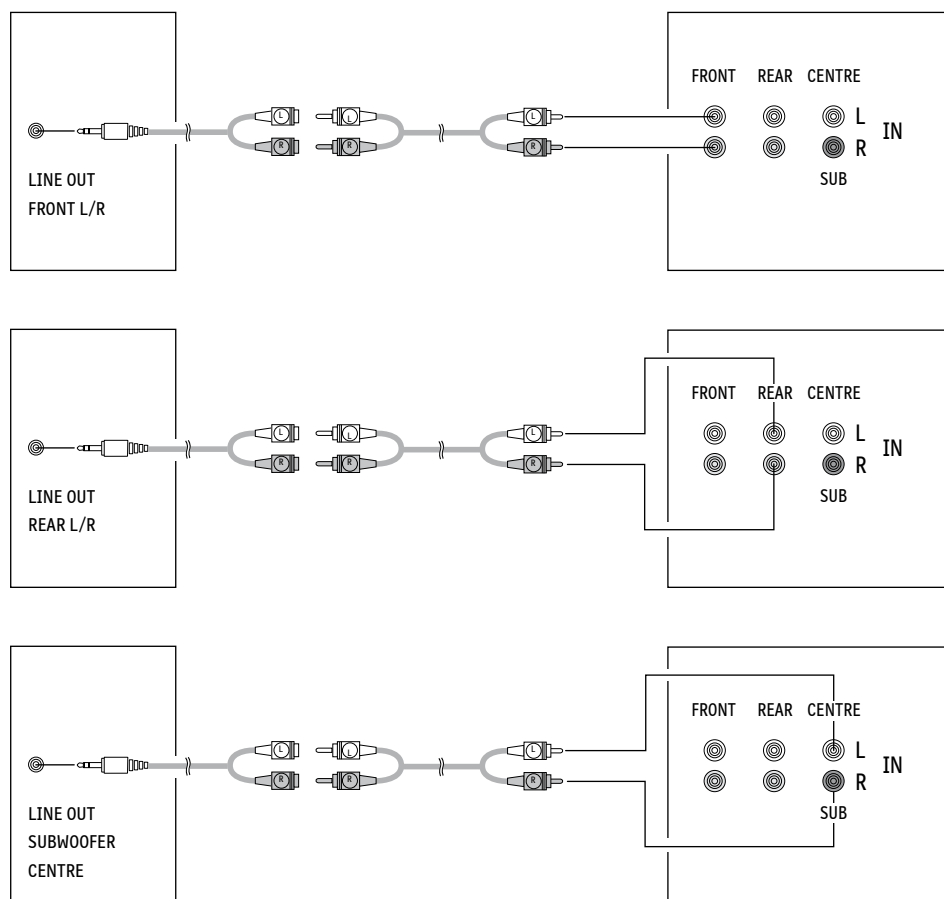 FRONT REAR CENTRE
L L L L
R R R IN
R
LINE OUT SUB
FRONT L/R
FRONT REAR CENTRE
L L L L
R R R IN
R
LINE OUT SUB
REAR L/R
FRONT REAR CENTRE
L L L L
R R R IN
R
LINE OUT SUB
SUBWOOFER
CENTRE